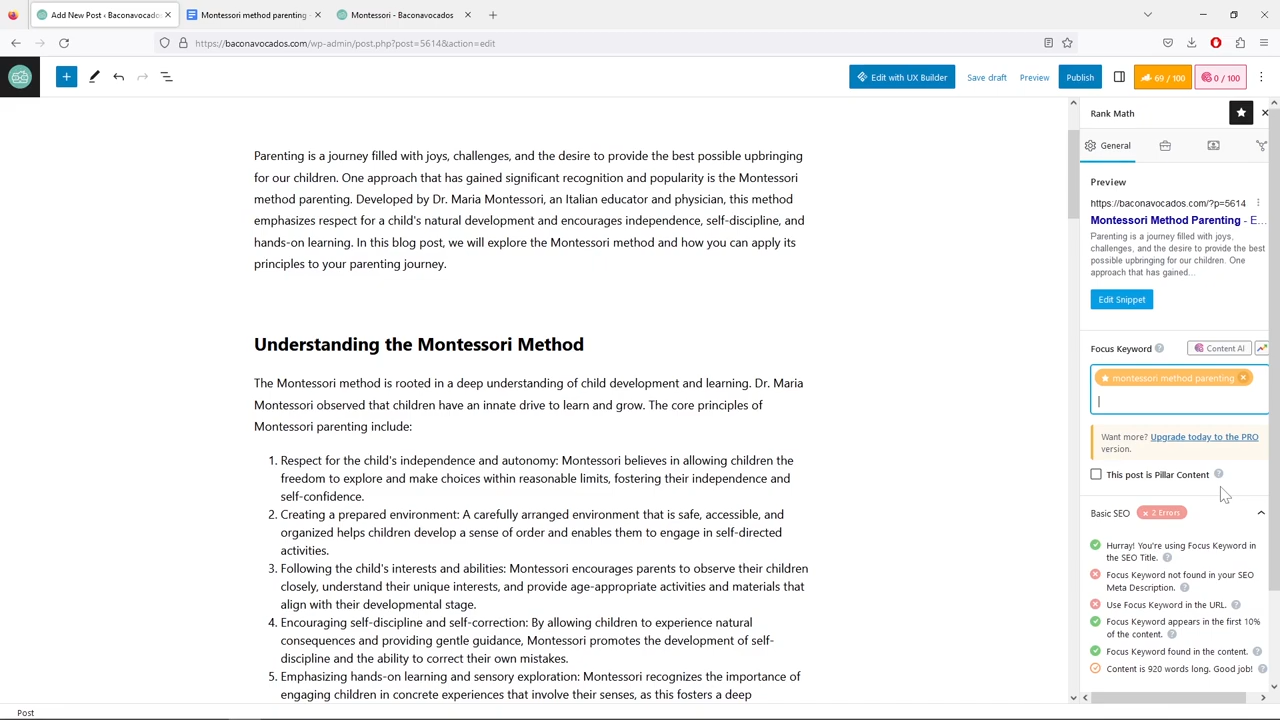 Add New Post ‹ Baconavocados
Montessori method parenting -
Montessori - Baconavocados
https://baconavocados.com/wp-admin/post.php?post=5614&action=edit
Edit with UX Builder
Save draft
Preview
Publish
69 / 100
0 / 100
Rank Math
General
Preview
https://baconavocados.com/?p=5614
Montessori Method Parenting - E...
Parenting is a journey filled with joys,
challenges, and the desire to provide the best
possible upbringing for our children. One
approach that has gained...
Edit Snippet
Focus Keyword
Content AI
montessori method parenting
Want more? Upgrade today to the PRO
version.
This post is Pillar Content
Basic SEO
× 2 Errors
Hurray! You're using Focus Keyword in
the SEO Title.
Focus Keyword not found in your SEO
Meta Description.
Use Focus Keyword in the URL.
Focus Keyword appears in the first 10%
of the content.
Focus Keyword found in the content.
Content is 920 words long. Good job!
Parenting is a journey filled with joys, challenges, and the desire to provide the best possible upbringing
for our children. One approach that has gained significant recognition and popularity is the Montessori
method parenting. Developed by Dr. Maria Montessori, an Italian educator and physician, this method
emphasizes respect for a child's natural development and encourages independence, self-discipline, and
hands-on learning. In this blog post, we will explore the Montessori method and how you can apply its
principles to your parenting journey.
Understanding the Montessori Method
The Montessori method is rooted in a deep understanding of child development and learning. Dr. Maria
Montessori observed that children have an innate drive to learn and grow. The core principles of
Montessori parenting include:
1. Respect for the child's independence and autonomy: Montessori believes in allowing children the
freedom to explore and make choices within reasonable limits, fostering their independence and
self-confidence.
2. Creating a prepared environment: A carefully arranged environment that is safe, accessible, and
organized helps children develop a sense of order and enables them to engage in self-directed
activities.
3. Following the child's interests and abilities: Montessori encourages parents to observe their children
closely, understand their unique interests, and provide age-appropriate activities and materials that
align with their developmental stage.
4. Encouraging self-discipline and self-correction: By allowing children to experience natural
consequences and providing gentle guidance, Montessori promotes the development of self-
discipline and the ability to correct their own mistakes.
5. Emphasizing hands-on learning and sensory exploration: Montessori recognizes the importance of
engaging children in concrete experiences that involve their senses, as this fosters a deep
Post